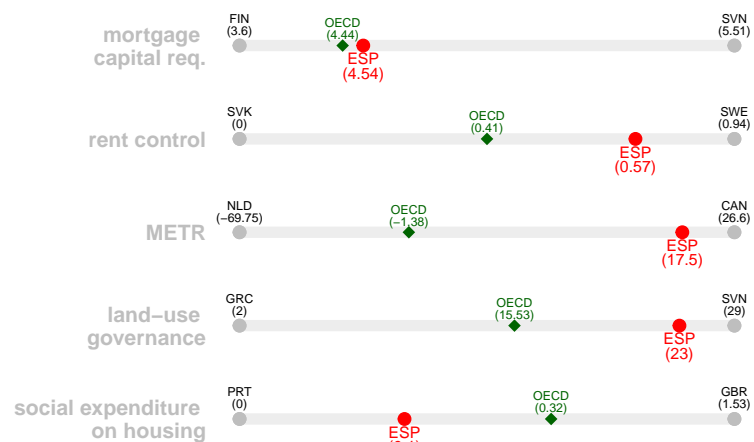 FIN
(3.6)
OECD
(4.44)
SVN
(5.51)
mortgage
capital req.
ESP
(4.54)
SVK
(0)
OECD
(0.41)
SWE
(0.94)
rent control
ESP
(0.57)
NLD
(−69.75)
OECD
(−1.38)
CAN
(26.6)
METR
ESP
(17.5)
GRC
(2)
OECD
(15.53)
SVN
(29)
land−use
governance
ESP
(23)
PRT
(0)
OECD
(0.32)
GBR
(1.53)
social expenditure
on housing
ESP